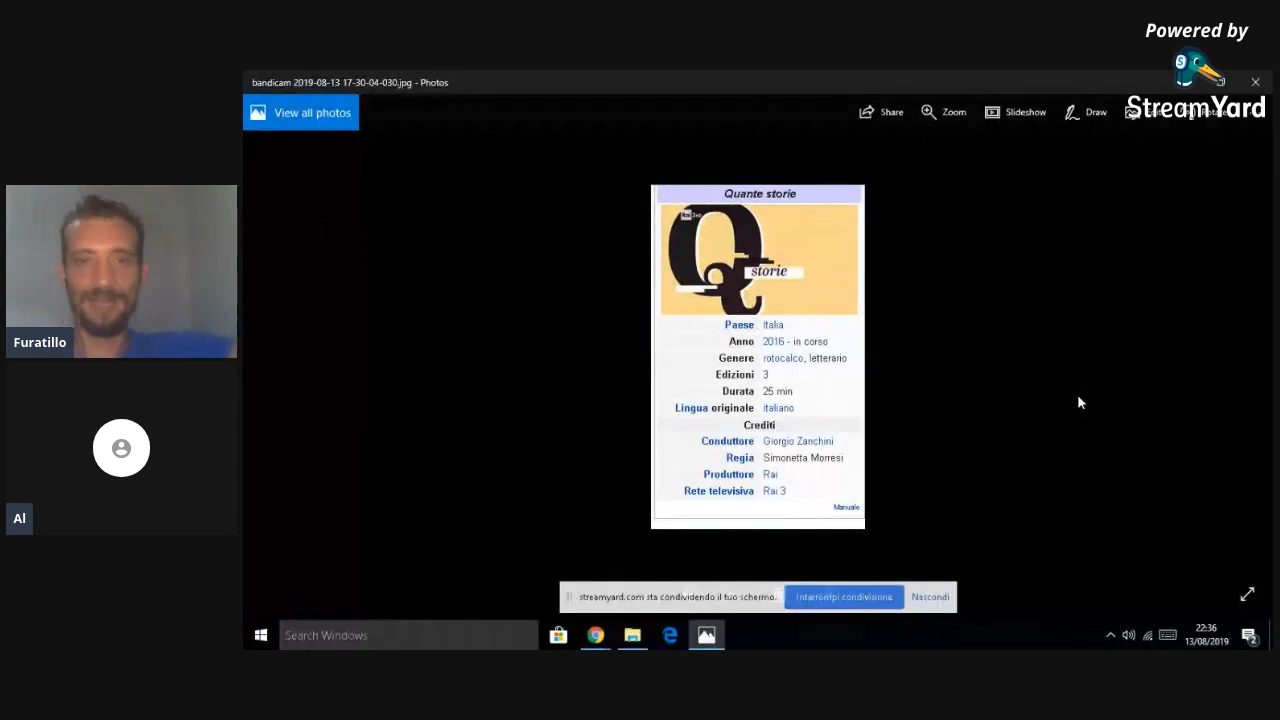 Powered by
StreamYard
bandicam 2019-08-13 17-30-04-030.jpg - Photos
View all photos
Share
Zoom
Slideshow
Draw
Quante storie
storie
Paese Italia
Anno 2016 - in corso
Genere rotocalco, letterario
Edizioni 3
Durata 25 min
Lingua originale italiano
Crediti
Conduttore Giorgio Zanchini
Regia Simonetta Morresi
Produttore Rai
Rete televisiva Rai 3
Manuale
Furatillo
Al
streamyard.com sta condividendo il tuo schermo.
Interrompi condivisione
Nascondi
Search Windows
22:36
13/08/2019
2